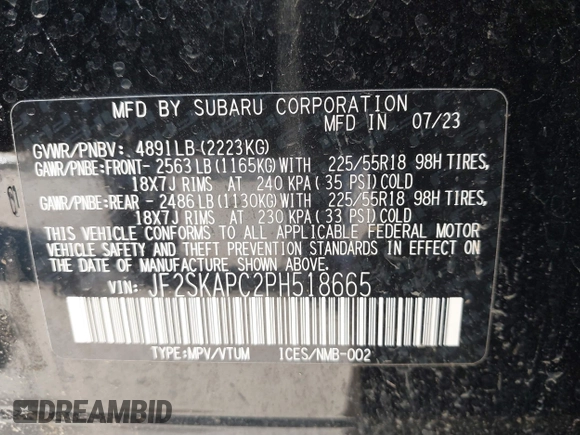 MFD BY SUBARU CORPORATION
MFD IN 07/23
GVWR/PNBV: 4891LB (2223KG)
GAWR/PNBE:FRONT- 2563LB (1165KG) WITH 225/55R18 98H TIRES,
18X7J RIMS AT 240 KPA ( 35 PSI) COLD
GAWR/PNBE:REAR - 2486LB (1130KG) WITH 225/55R18 98H TIRES,
18X7J RIMS AT 230 KPA ( 33 PSI) COLD
THIS VEHICLE CONFORMS TO ALL APPLICABLE FEDERAL MOTOR
VEHICLE SAFETY AND THEFT PREVENTION STANDARDS IN EFFECT ON
THE DATE OF MANUFACTURE SHOWN ABOVE.
VIN: JF2SKAPC2PH518665
TYPE:MPV/VTUM ICES/NMB-002
DREAMBID